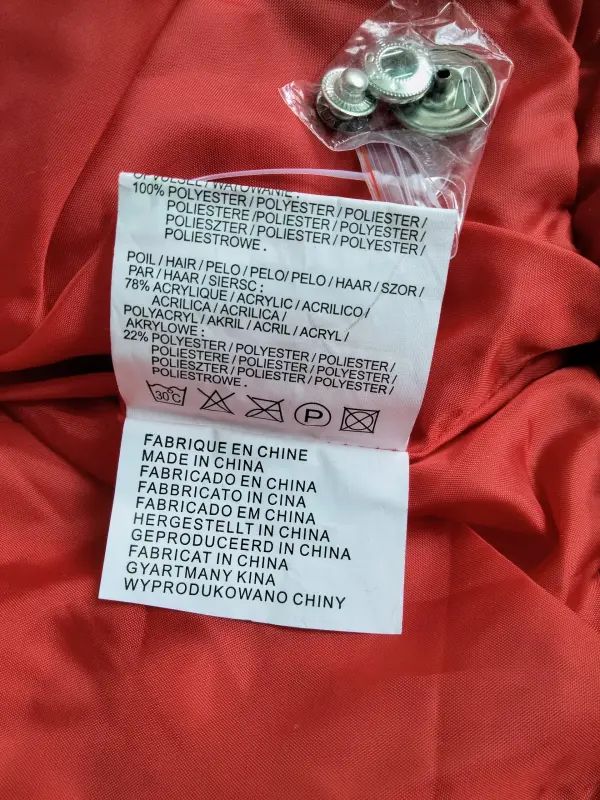 OPVULSEL / WATOWANIE :
100% POLYESTER / POLYESTER / POLIESTER /
POLIESTERE / POLIESTER / POLIESTER /
POLIESZTER / POLIESTER / POLYESTER /
POLIESTROWE .
POIL / HAIR / PELO / PELO / PELO / HAAR / SZOR /
PAR / HAAR / SIERSC :
78% ACRYLIQUE / ACRYLIC / ACRILICO /
ACRILICA / ACRILICA /
POLYACRYL / AKRIL / ACRIL / ACRYL /
AKRYLOWE :
22% POLYESTER / POLYESTER / POLIESTER /
POLIESTERE / POLIESTER / POLIESTER /
POLIESZTER / POLIESTER / POLYESTER /
POLIESTROWE .
30°C P
FABRIQUE EN CHINE
MADE IN CHINA
FABRICADO EN CHINA
FABBRICATO IN CINA
FABRICADO EM CHINA
HERGESTELLT IN CHINA
GEPRODUCEERD IN CHINA
FABRICAT IN CHINA
GYARTMANY KINA
WYPRODUKOWANO CHINY